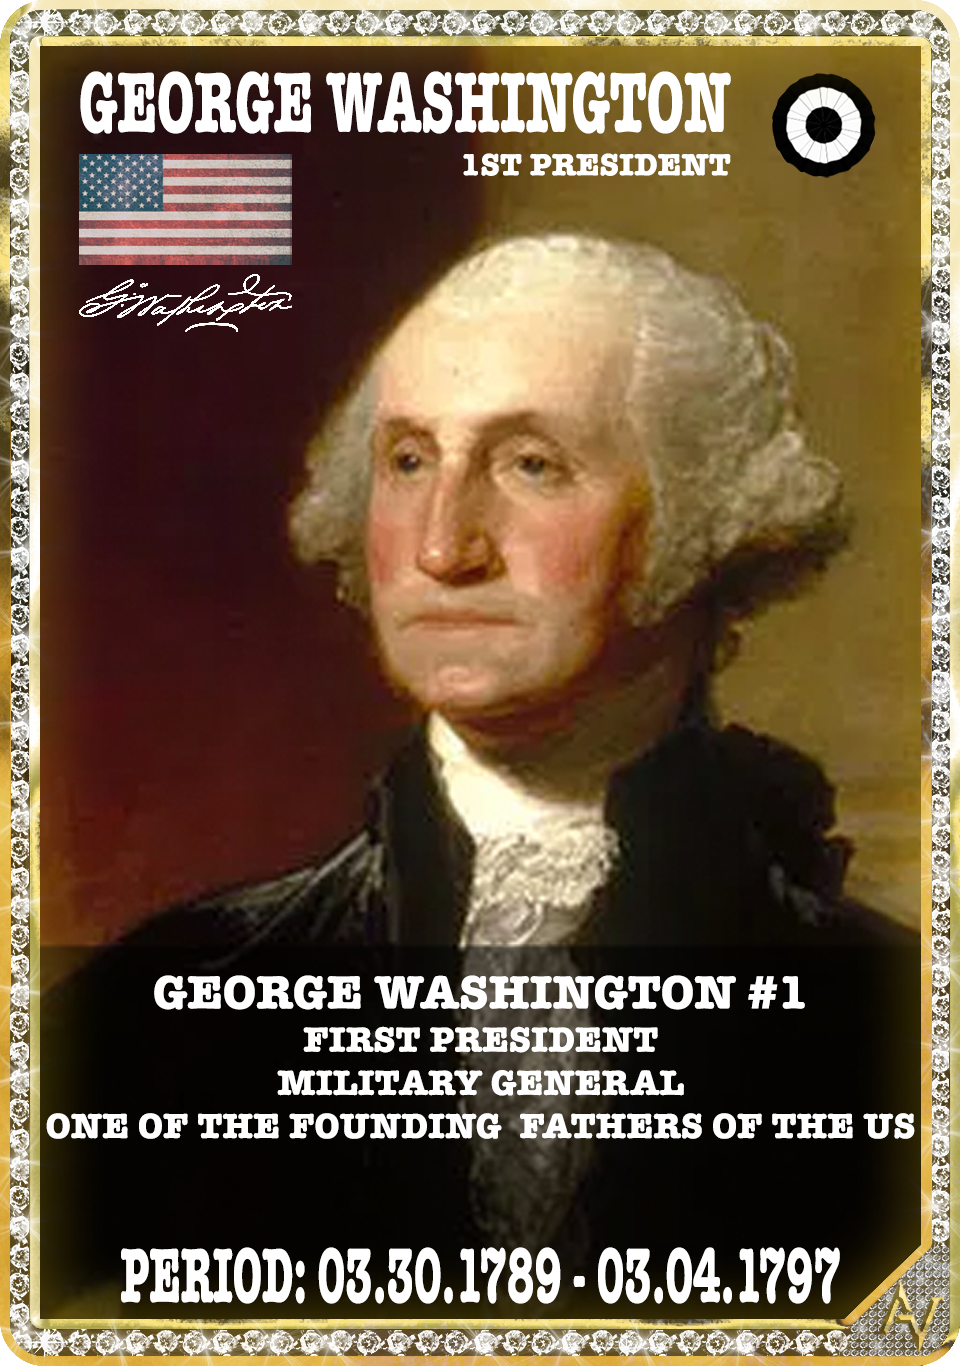 GEORGE WASHINGTON
1ST PRESIDENT
G. Washington
GEORGE WASHINGTON #1
FIRST PRESIDENT
MILITARY GENERAL
ONE OF THE FOUNDING FATHERS OF THE US
PERIOD: 03.30.1789 - 03.04.1797